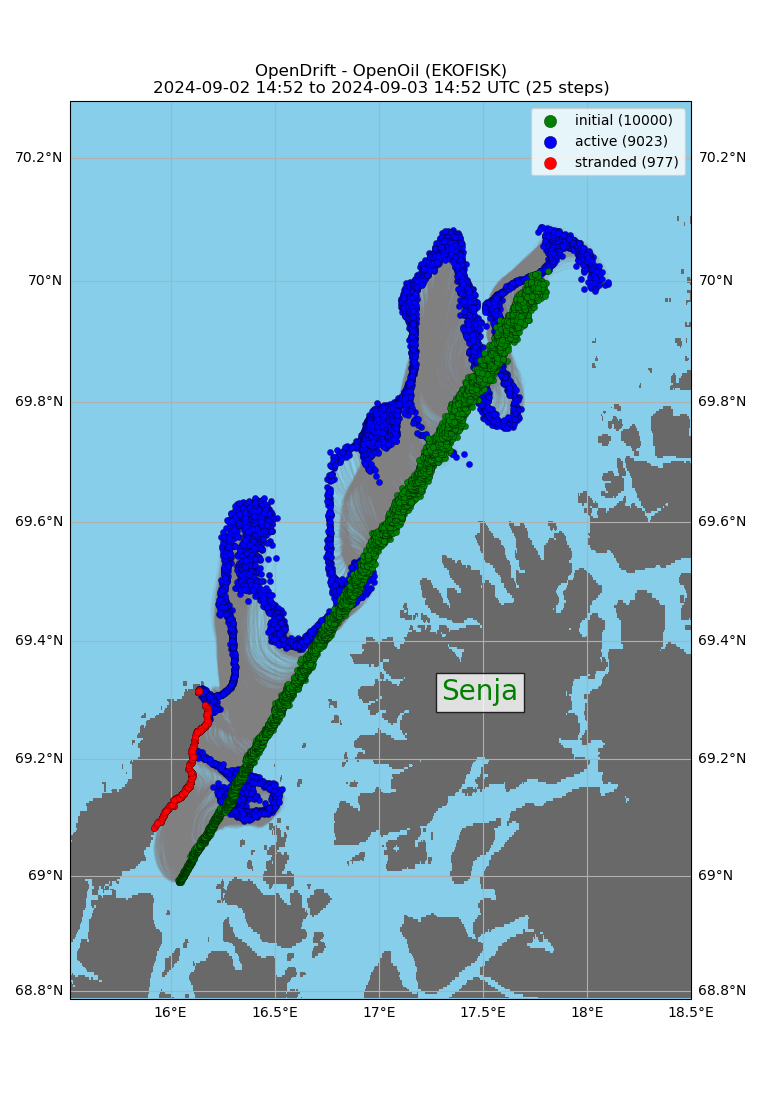 OpenDrift - OpenOil (EKOFISK)
2024-09-02 14:52 to 2024-09-03 14:52 UTC (25 steps)
initial (10000)
active (9023)
stranded (977)
70.2°N 70.2°N
70°N 70°N
69.8°N 69.8°N
69.6°N 69.6°N
69.4°N 69.4°N
Senja
69.2°N 69.2°N
69°N 69°N
68.8°N 68.8°N
16°E 16.5°E 17°E 17.5°E 18°E 18.5°E